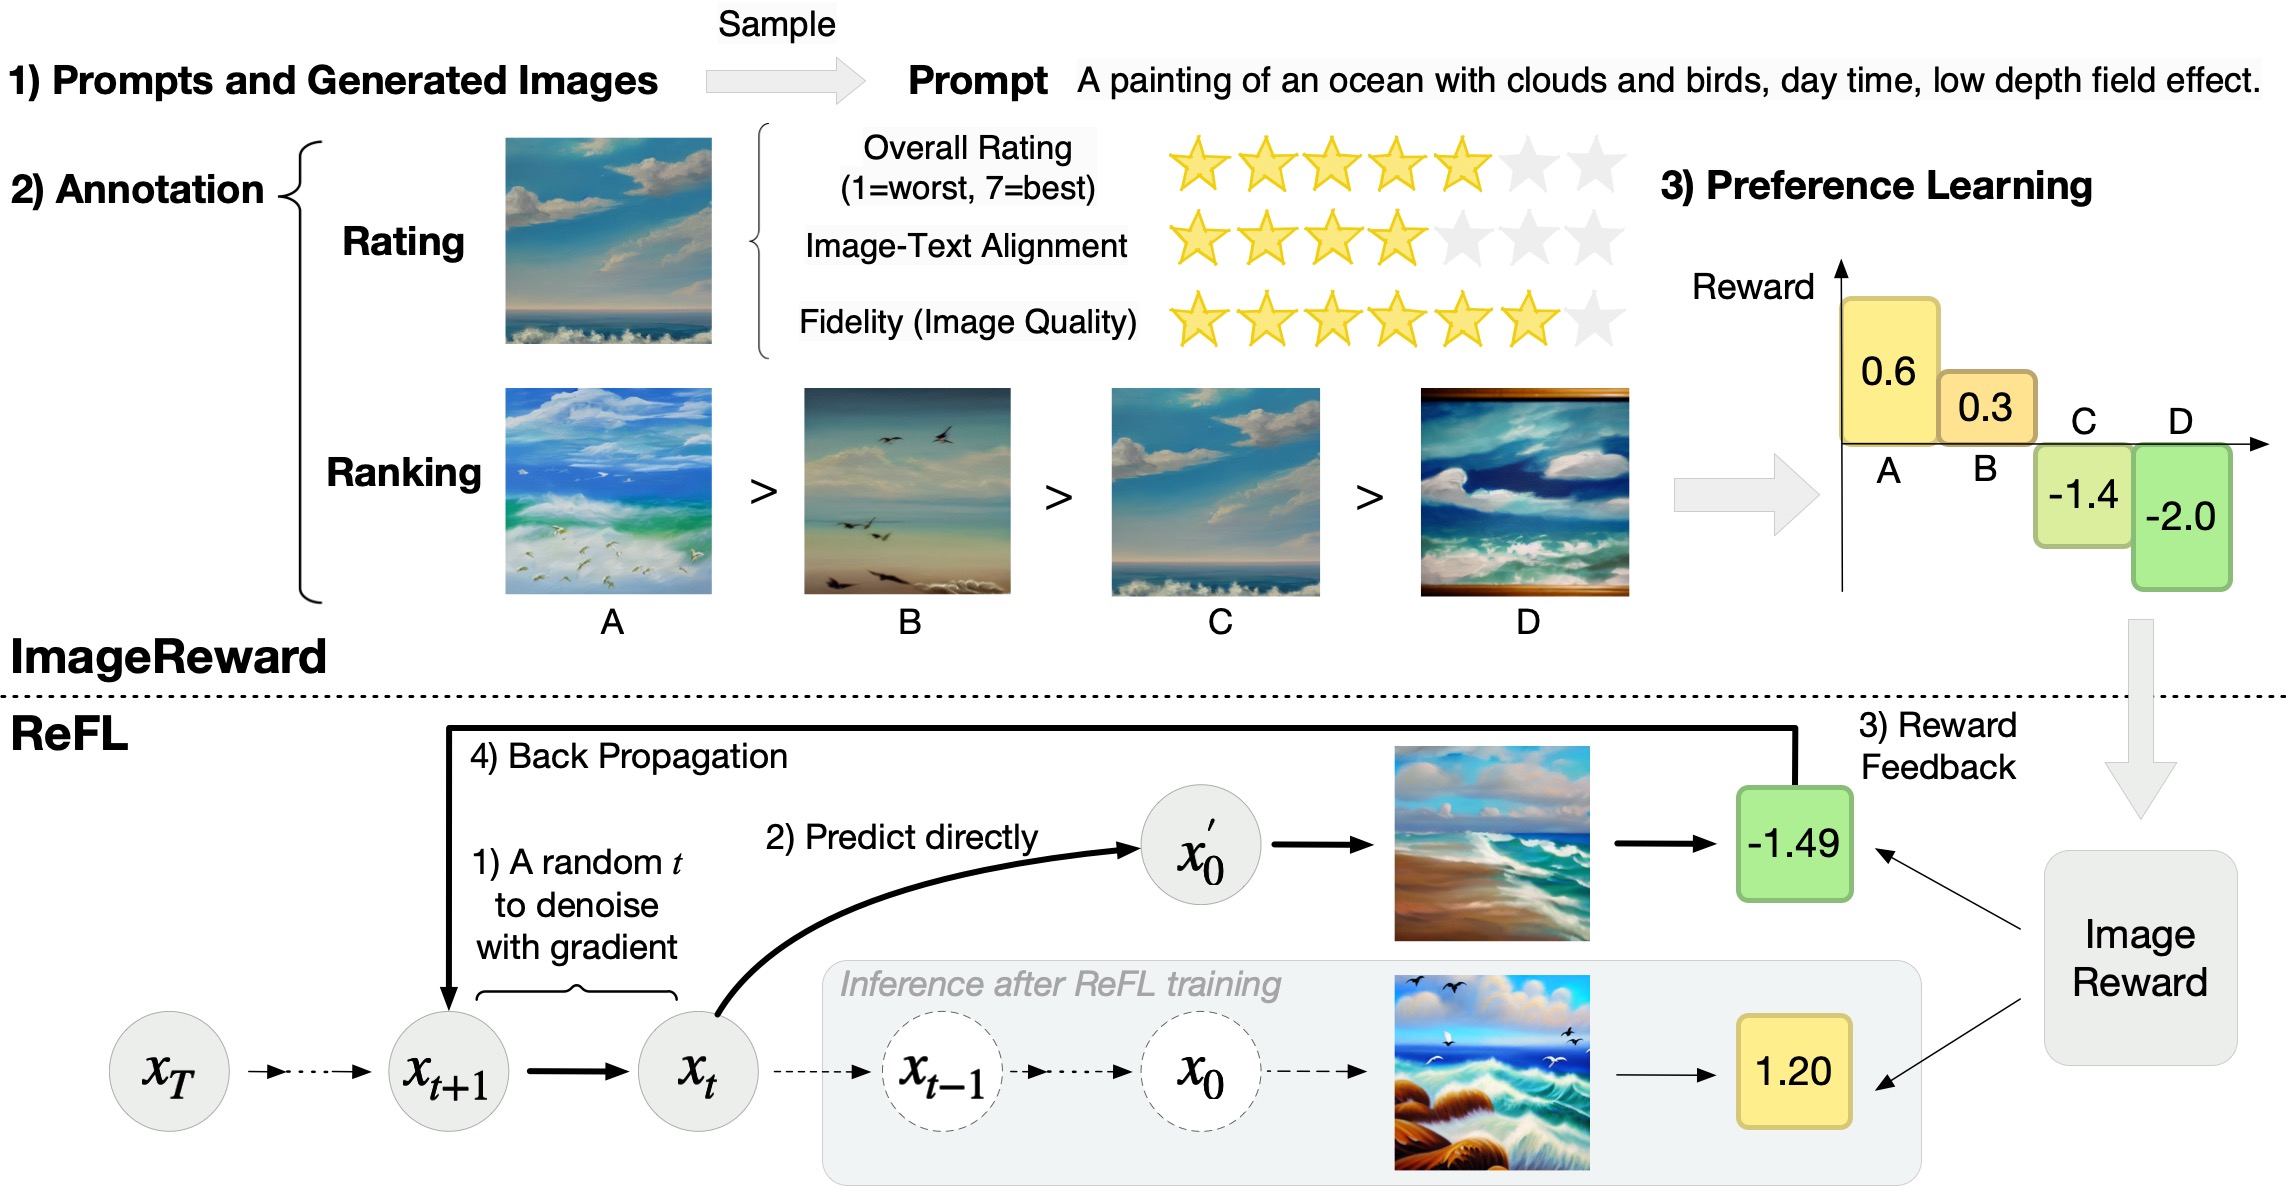 Sample
1) Prompts and Generated Images
Prompt A painting of an ocean with clouds and birds, day time, low depth field effect.
2) Annotation
Rating
Overall Rating
(1=worst, 7=best)
Image-Text Alignment
Fidelity (Image Quality)
Ranking
>
>
>
A
B
C
D
3) Preference Learning
Reward
0.6
0.3
-1.4
-2.0
A
B
C
D
ImageReward
ReFL
4) Back Propagation
3) Reward
Feedback
1) A random t
to denoise
with gradient
2) Predict directly
x₀′
-1.49
Image
Reward
Inference after ReFL training
x_T
x_{t+1}
x_t
x_{t−1}
x₀
1.20